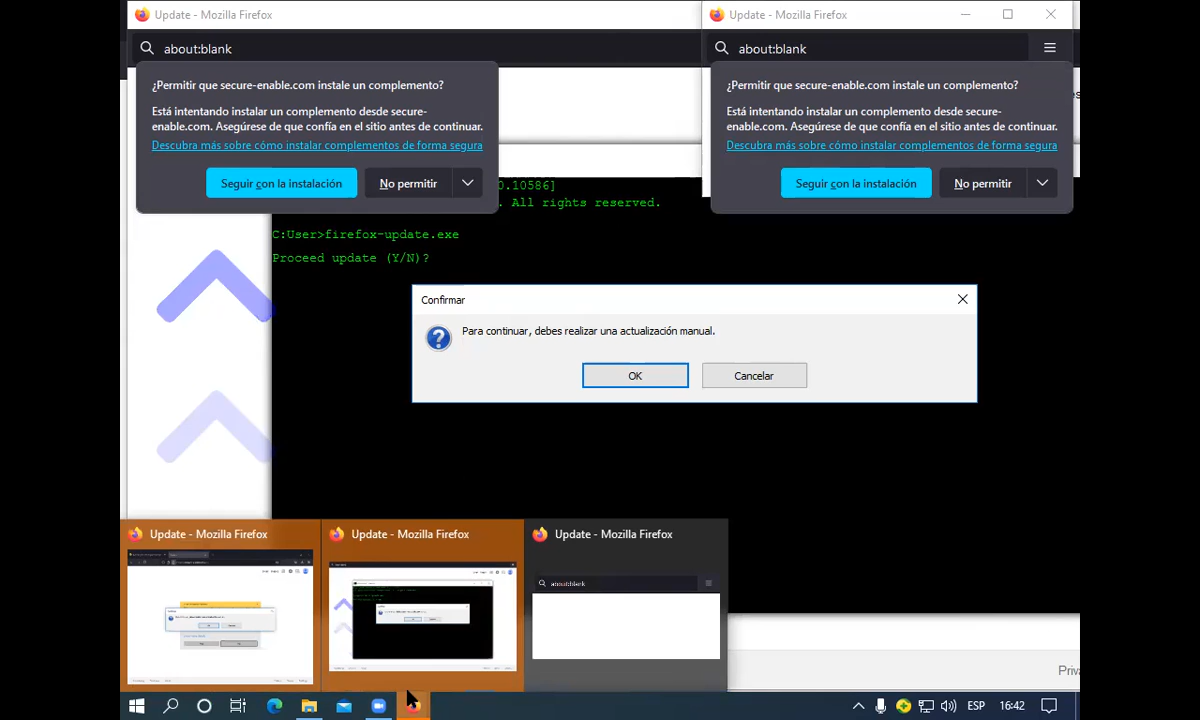 Update - Mozilla Firefox
about:blank
¿Permitir que secure-enable.com instale un complemento?
Está intentando instalar un complemento desde secure-
enable.com. Asegúrese de que confía en el sitio antes de continuar.
Descubra más sobre cómo instalar complementos de forma segura
Seguir con la instalación
No permitir
Update - Mozilla Firefox
about:blank
¿Permitir que secure-enable.com instale un complemento?
Está intentando instalar un complemento desde secure-
enable.com. Asegúrese de que confía en el sitio antes de continuar.
Descubra más sobre cómo instalar complementos de forma segura
Seguir con la instalación
No permitir
0.10586]
. All rights reserved.
C:User>firefox-update.exe
Proceed update (Y/N)?
Confirmar
Para continuar, debes realizar una actualización manual.
OK
Cancelar
Update - Mozilla Firefox
Update - Mozilla Firefox
Update - Mozilla Firefox
about:blank
Priva
ESP
16:42